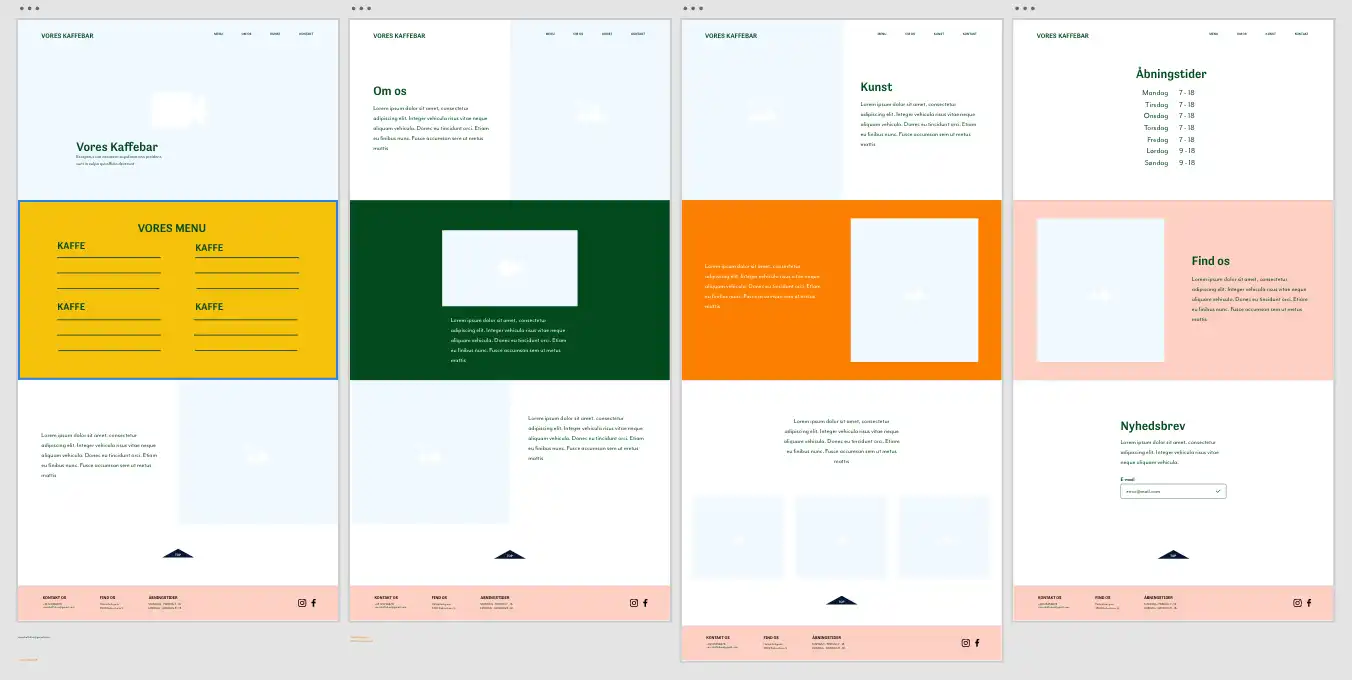 VORES KAFFEBAR
MENU OM OS KUNST KONTAKT
Vores Kaffebar
VORES MENU
KAFFE
KAFFE
KAFFE
KAFFE
Lorem ipsum dolor sit amet, consectetur
adipiscing elit. Integer vehicula risus vitae neque
aliquam vehicula. Donec eu tincidunt orci. Etiam
eu finibus nunc. Fusce accumsan sem ut metus
mattis
TOP
KONTAKT OS
FIND OS
ÅBNINGSTIDER
VORES KAFFEBAR
MENU OM OS KUNST KONTAKT
Om os
Lorem ipsum dolor sit amet, consectetur
adipiscing elit. Integer vehicula risus vitae neque
aliquam vehicula. Donec eu tincidunt orci. Etiam
eu finibus nunc. Fusce accumsan sem ut metus
mattis
Lorem ipsum dolor sit amet, consectetur
adipiscing elit. Integer vehicula risus vitae neque
aliquam vehicula. Donec eu tincidunt orci. Etiam
eu finibus nunc. Fusce accumsan sem ut metus
mattis
Lorem ipsum dolor sit amet, consectetur
adipiscing elit. Integer vehicula risus vitae neque
aliquam vehicula. Donec eu tincidunt orci. Etiam
eu finibus nunc. Fusce accumsan sem ut metus
mattis
TOP
KONTAKT OS
FIND OS
ÅBNINGSTIDER
VORES KAFFEBAR
MENU OM OS KUNST KONTAKT
Kunst
Lorem ipsum dolor sit amet, consectetur
adipiscing elit. Integer vehicula risus vitae neque
aliquam vehicula. Donec eu tincidunt orci. Etiam
eu finibus nunc. Fusce accumsan sem ut metus
mattis
Lorem ipsum dolor sit amet, consectetur
adipiscing elit. Integer vehicula risus vitae neque
aliquam vehicula. Donec eu tincidunt orci. Etiam
eu finibus nunc. Fusce accumsan sem ut metus
mattis
Lorem ipsum dolor sit amet, consectetur
adipiscing elit. Integer vehicula risus vitae neque
aliquam vehicula. Donec eu tincidunt orci. Etiam
eu finibus nunc. Fusce accumsan sem ut metus
mattis
TOP
KONTAKT OS
FIND OS
ÅBNINGSTIDER
VORES KAFFEBAR
MENU OM OS KUNST KONTAKT
Åbningstider
Mandag 7 - 18
Tirsdag 7 - 18
Onsdag 7 - 18
Torsdag 7 - 18
Fredag 7 - 18
Lørdag 9 - 18
Søndag 9 - 18
Find os
Lorem ipsum dolor sit amet, consectetur
adipiscing elit. Integer vehicula risus vitae neque
aliquam vehicula. Donec eu tincidunt orci. Etiam
eu finibus nunc. Fusce accumsan sem ut metus
mattis
Nyhedsbrev
Lorem ipsum dolor sit amet, consectetur
adipiscing elit. Integer vehicula risus vitae
neque aliquam vehicula.
E-mail
TOP
KONTAKT OS
FIND OS
ÅBNINGSTIDER